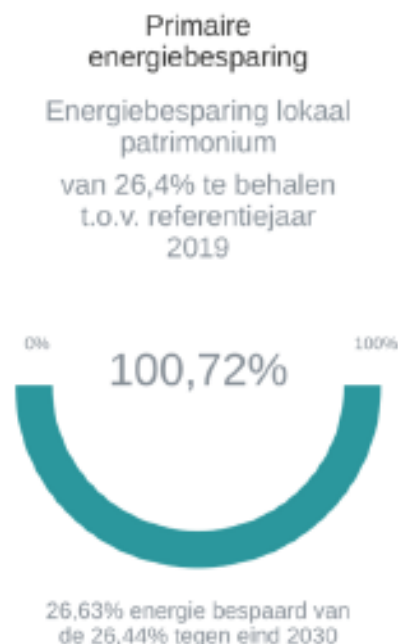 Primaire
energiebesparing
Energiebesparing lokaal
patrimonium
van 26,4% te behalen
t.o.v. referentiejaar
2019
0%
100,72%
100%
26,63% energie bespaard van
de 26,44% tegen eind 2030